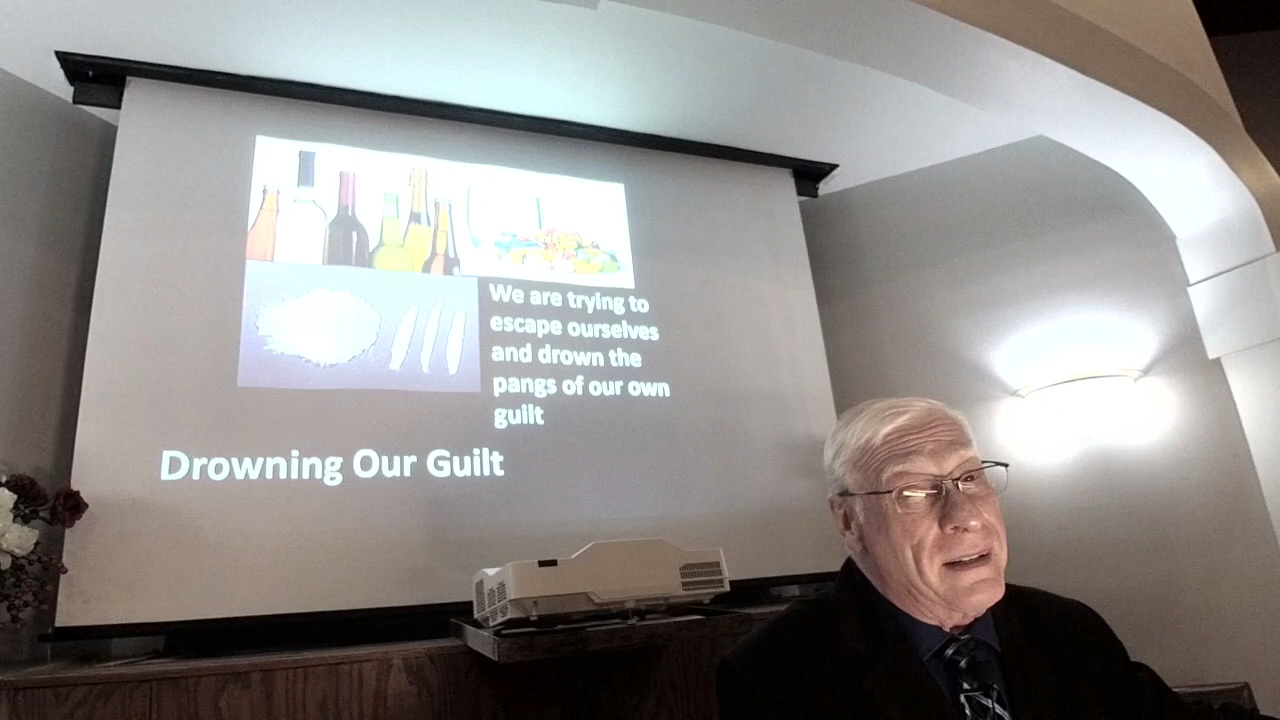 We are trying to
escape ourselves
and drown the
pangs of our own
guilt
Drowning Our Guilt